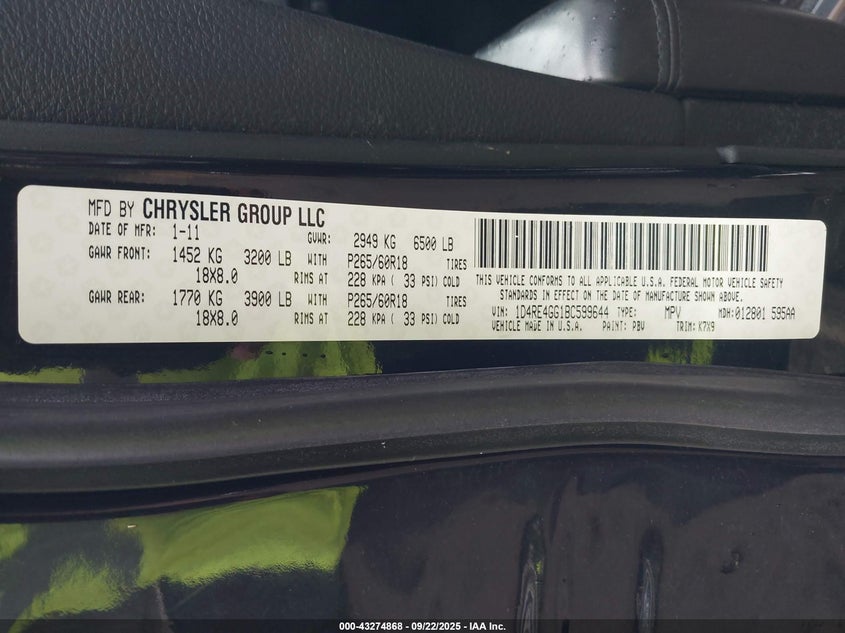 MFD BY CHRYSLER GROUP LLC
DATE OF MFR: 1-11 GVWR: 2949 KG 6500 LB
GAWR FRONT: 1452 KG 3200 LB WITH P265/60R18 TIRES
18X8.0 RIMS AT 228 KPA ( 33 PSI) COLD
GAWR REAR: 1770 KG 3900 LB WITH P265/60R18 TIRES
18X8.0 RIMS AT 228 KPA ( 33 PSI) COLD
THIS VEHICLE CONFORMS TO ALL APPLICABLE U.S.A. FEDERAL MOTOR VEHICLE SAFETY
STANDARDS IN EFFECT ON THE DATE OF MANUFACTURE SHOWN ABOVE.
VIN: 1D4RE4GG1BC599644 TYPE: MPV MDH: 012801 595AA
VEHICLE MADE IN U.S.A. PAINT: PBV TRIM: K7X9
000-43274868 - 09/22/2025 - IAA Inc.